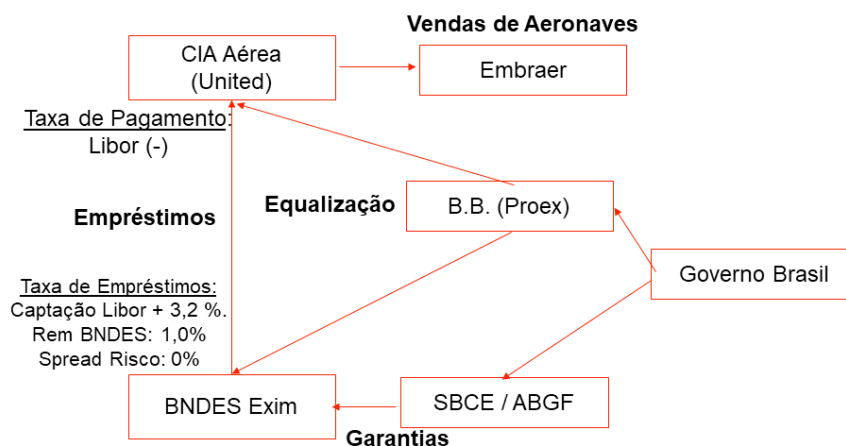 Vendas de Aeronaves
CIA Aérea
(United)
Embraer
Taxa de Pagamento:
Libor (-)
Empréstimos
Equalização
B.B. (Proex)
Governo Brasil
Taxa de Empréstimos:
Captação Libor + 3,2 %.
Rem BNDES: 1,0%
Spread Risco: 0%
BNDES Exim
SBCE / ABGF
Garantias